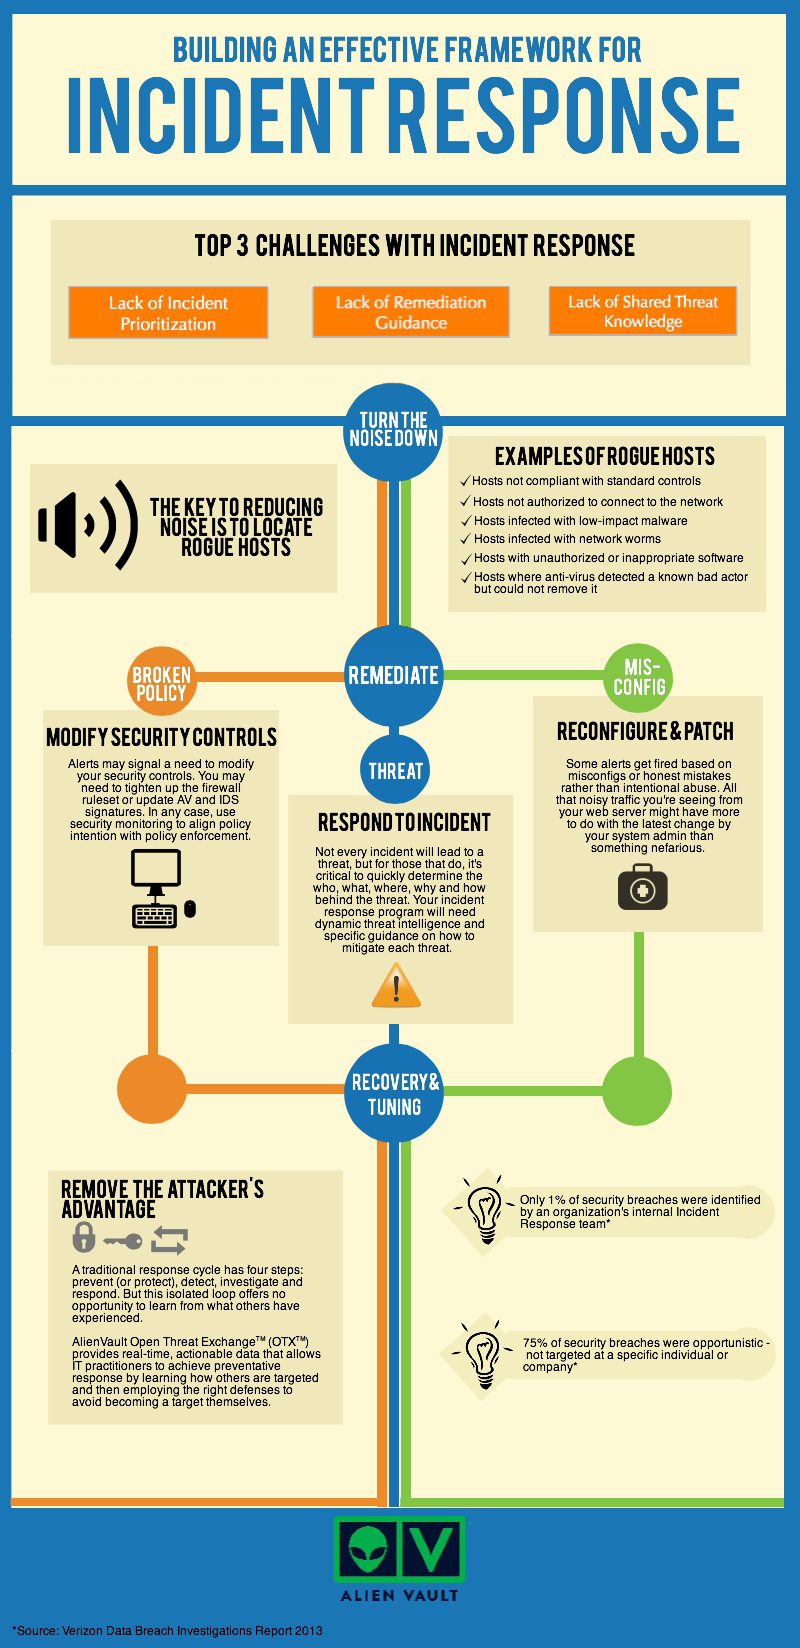 BUILDING AN EFFECTIVE FRAMEWORK FOR
INCIDENT RESPONSE
TOP 3 CHALLENGES WITH INCIDENT RESPONSE
Lack of Incident
Prioritization
Lack of Remediation
Guidance
Lack of Shared Threat
Knowledge
TURN THE
NOISE DOWN
THE KEY TO REDUCING
NOISE IS TO LOCATE
ROGUE HOSTS
EXAMPLES OF ROGUE HOSTS
✓ Hosts not compliant with standard controls
✓ Hosts not authorized to connect to the network
✓ Hosts infected with low-impact malware
✓ Hosts infected with network worms
✓ Hosts with unauthorized or inappropriate software
✓ Hosts where anti-virus detected a known bad actor
but could not remove it
REMEDIATE
BROKEN
POLICY
MODIFY SECURITY CONTROLS
Alerts may signal a need to modify
your security controls. You may
need to tighten up the firewall
ruleset or update AV and IDS
signatures. In any case, use
security monitoring to align policy
intention with policy enforcement.
THREAT
RESPOND TO INCIDENT
Not every incident will lead to a
threat, but for those that do, it's
critical to quickly determine the
who, what, where, why and how
behind the threat. Your incident
response program will need
dynamic threat intelligence and
specific guidance on how to
mitigate each threat.
MIS-
CONFIG
RECONFIGURE & PATCH
Some alerts get fired based on
misconfigs or honest mistakes
rather than intentional abuse. All
that noisy traffic you're seeing from
your web server might have more
to do with the latest change by
your system admin than
something nefarious.
RECOVERY &
TUNING
REMOVE THE ATTACKER'S
ADVANTAGE
A traditional response cycle has four steps:
prevent (or protect), detect, investigate and
respond. But this isolated loop offers no
opportunity to learn from what others have
experienced.
AlienVault Open Threat Exchange™ (OTX™)
provides real-time, actionable data that allows
IT practitioners to achieve preventative
response by learning how others are targeted
and then employing the right defenses to
avoid becoming a target themselves.
Only 1% of security breaches were identified
by an organization's internal Incident
Response team*
75% of security breaches were opportunistic -
not targeted at a specific individual or
company*
V
ALIEN VAULT
*Source: Verizon Data Breach Investigations Report 2013